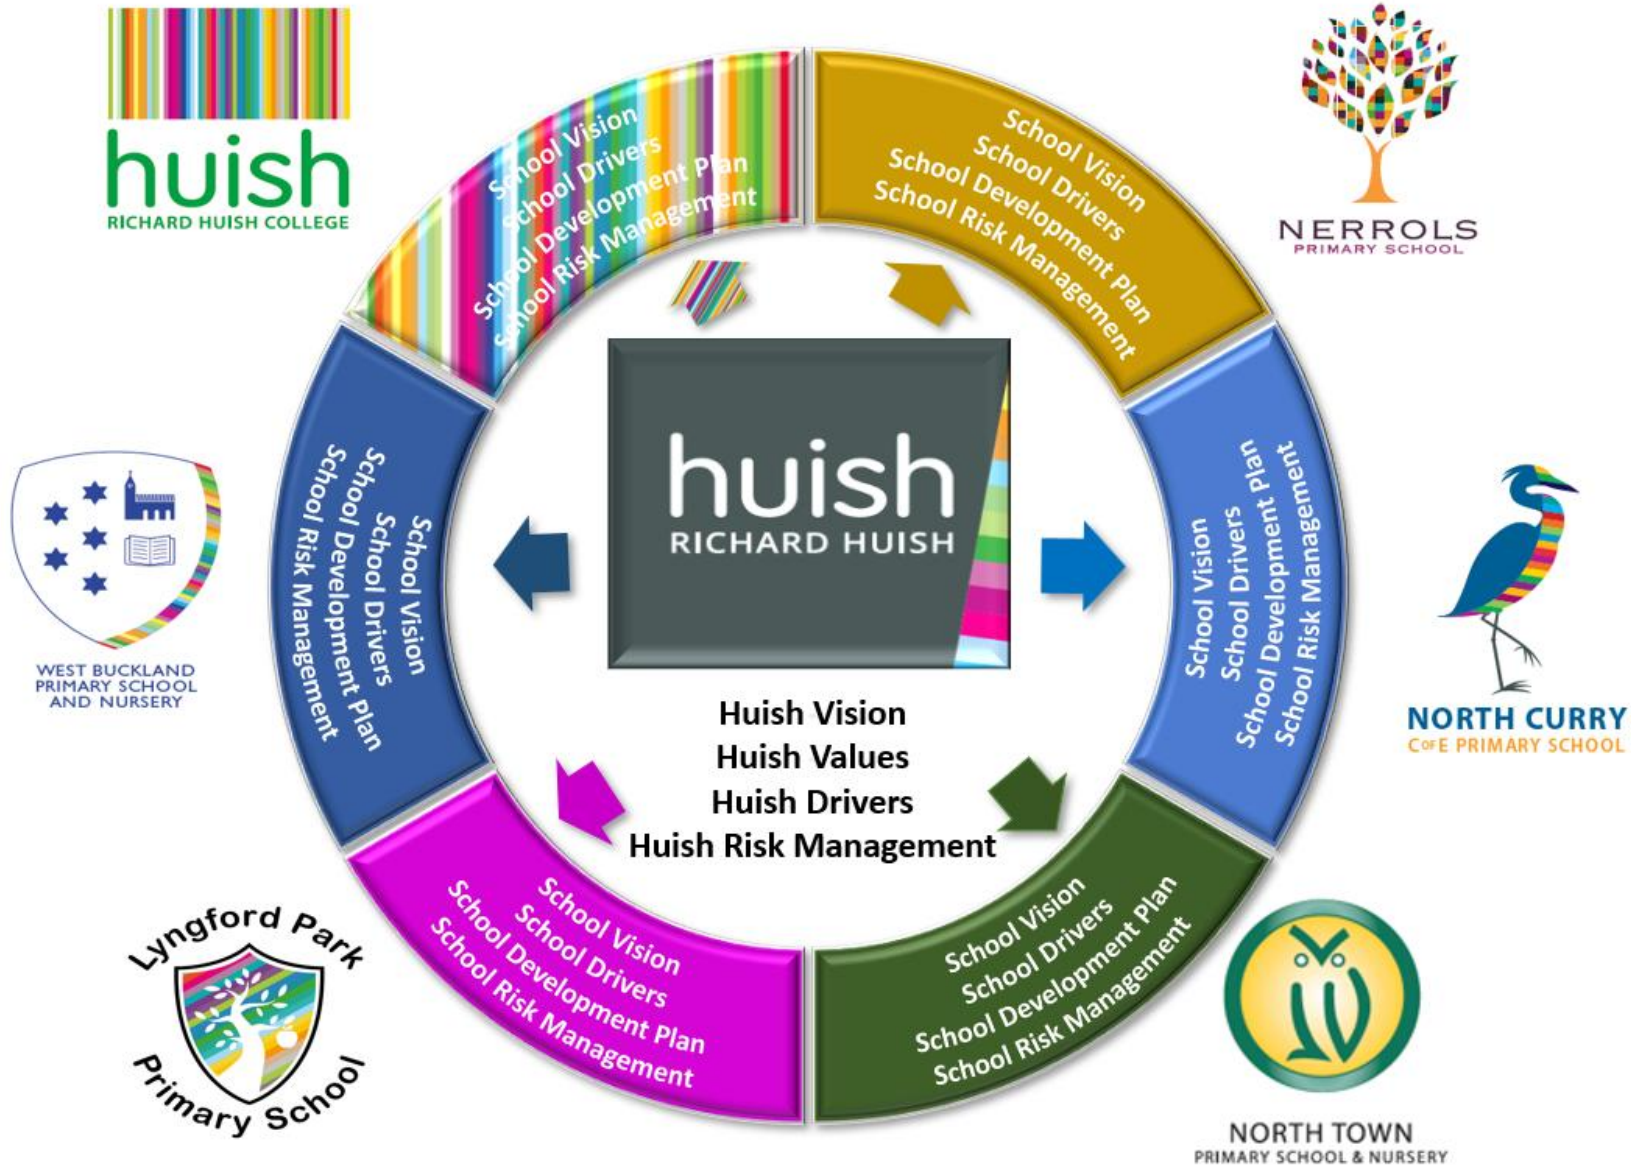 huish
RICHARD HUISH COLLEGE
School Vision
School Drivers
School Development Plan
School Risk Management
School Vision
School Drivers
School Development Plan
School Risk Management
NERROLS
PRIMARY SCHOOL
huish
RICHARD HUISH
Huish Vision
Huish Values
Huish Drivers
Huish Risk Management
WEST BUCKLAND
PRIMARY SCHOOL
AND NURSERY
School Vision
School Drivers
School Development Plan
School Risk Management
School Vision
School Drivers
School Development Plan
School Risk Management
NORTH CURRY
C OF E PRIMARY SCHOOL
Lyngford Park
Primary School
School Vision
School Drivers
School Development Plan
School Risk Management
School Vision
School Drivers
School Development Plan
School Risk Management
NORTH TOWN
PRIMARY SCHOOL & NURSERY